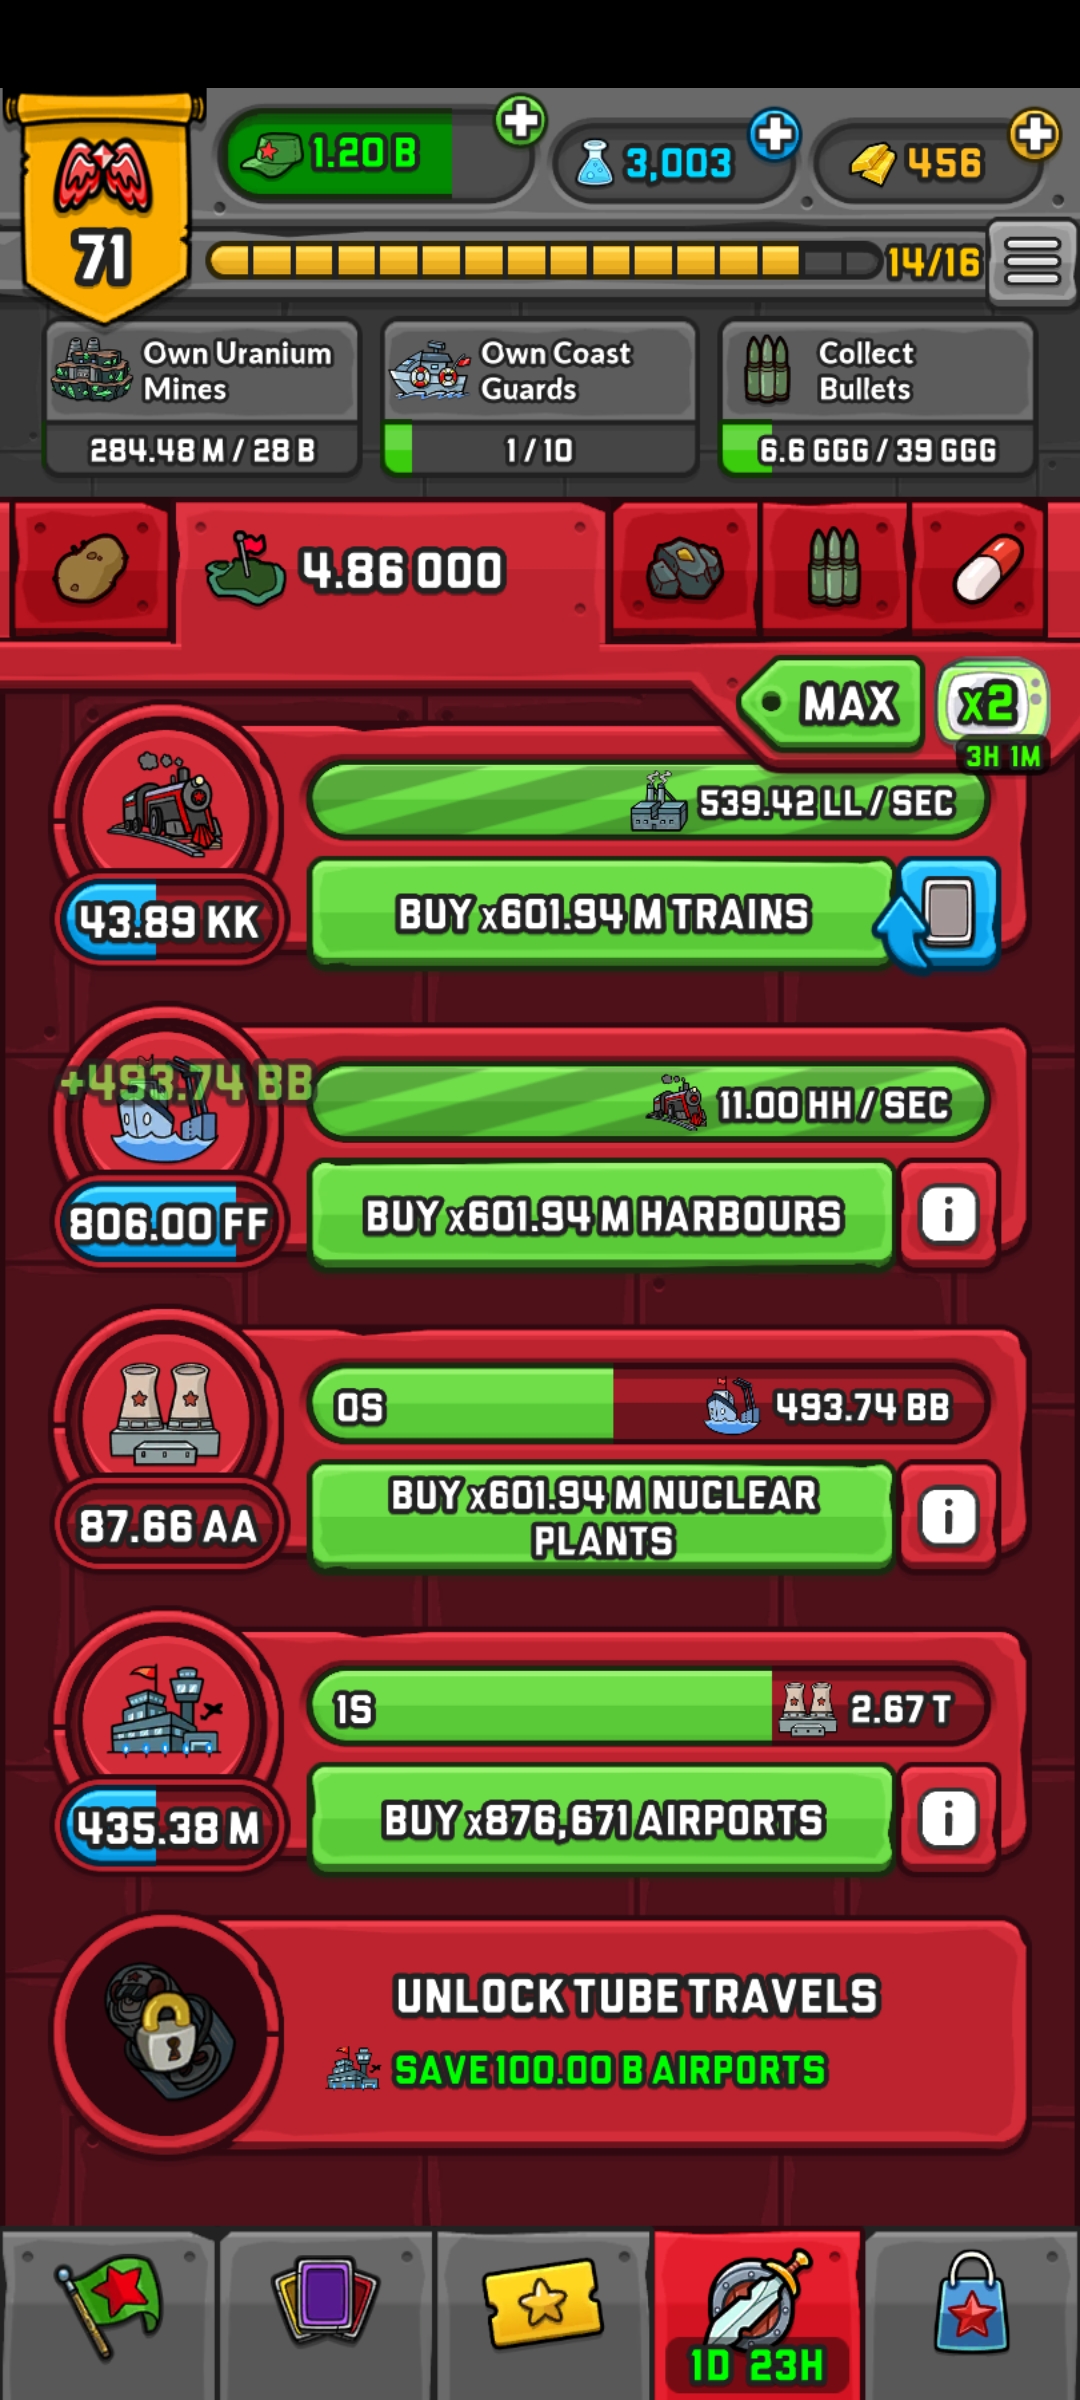 71
1.20 B
3,003
456
14/16
Own Uranium
Mines
284.48 M / 28 B
Own Coast
Guards
1 / 10
Collect
Bullets
6.6 GGG / 39 GGG
4.86 000
MAX
x2
3H 1M
539.42 LL / SEC
43.89 KK
BUY x601.94 M TRAINS
+493.74 BB
11.00 HH / SEC
806.00 FF
BUY x601.94 M HARBOURS
i
0S
493.74 BB
87.66 AA
BUY x601.94 M NUCLEAR
PLANTS
i
1S
2.67 T
435.38 M
BUY x876,671 AIRPORTS
i
UNLOCK TUBE TRAVELS
SAVE 100.00 B AIRPORTS
1D 23H